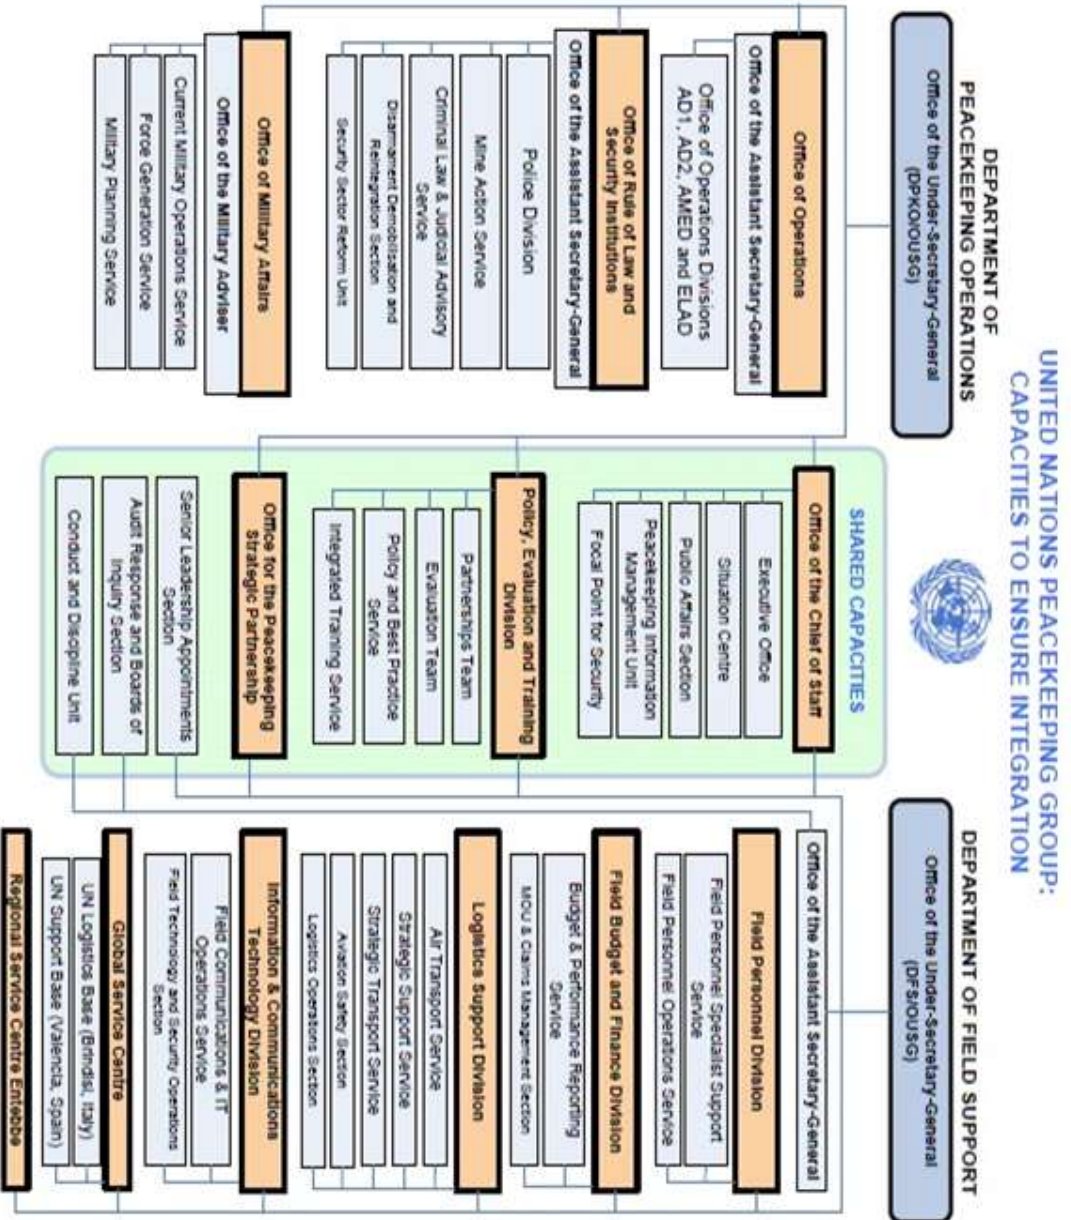 UNITED NATIONS PEACEKEEPING GROUP:
CAPACITIES TO ENSURE INTEGRATION
DEPARTMENT OF
PEACEKEEPING OPERATIONS
Office of the Under-Secretary-General
(DPKO/OUSG)
Office of Operations
Office of the Assistant Secretary-General
Office of Operations Divisions
AD1, AD2, AMED and ELAD
Office of Rule of Law and
Security Institutions
Office of the Assistant Secretary-General
Police Division
Mine Action Service
Criminal Law & Judicial Advisory
Service
Disarmament Demobilisation and
Reintegration Section
Security Sector Reform Unit
Office of Military Affairs
Office of the Military Adviser
Current Military Operations Service
Force Generation Service
Military Planning Service
SHARED CAPACITIES
Office of the Chief of Staff
Executive Office
Situation Centre
Public Affairs Section
Peacekeeping Information
Management Unit
Focal Point for Security
Policy, Evaluation and Training
Division
Partnerships Team
Evaluation Team
Policy and Best Practice
Service
Integrated Training Service
Office for the Peacekeeping
Strategic Partnership
Senior Leadership Appointments
Section
Audit Response and Boards of
Inquiry Section
Conduct and Discipline Unit
DEPARTMENT OF FIELD SUPPORT
Office of the Under-Secretary-General
(DFS/OUSG)
Office of the Assistant Secretary-General
Field Personnel Division
Field Personnel Specialist Support
Service
Field Personnel Operations Service
Field Budget and Finance Division
Budget & Performance Reporting
Service
MOU & Claims Management Section
Logistics Support Division
Air Transport Service
Strategic Support Service
Strategic Transport Service
Aviation Safety Section
Logistics Operations Section
Information & Communications
Technology Division
Field Communications & IT
Operations Service
Field Technology and Security Operations
Section
Global Service Centre
UN Logistics Base (Brindisi, Italy)
UN Support Base (Valencia, Spain)
Regional Service Centre Entebbe